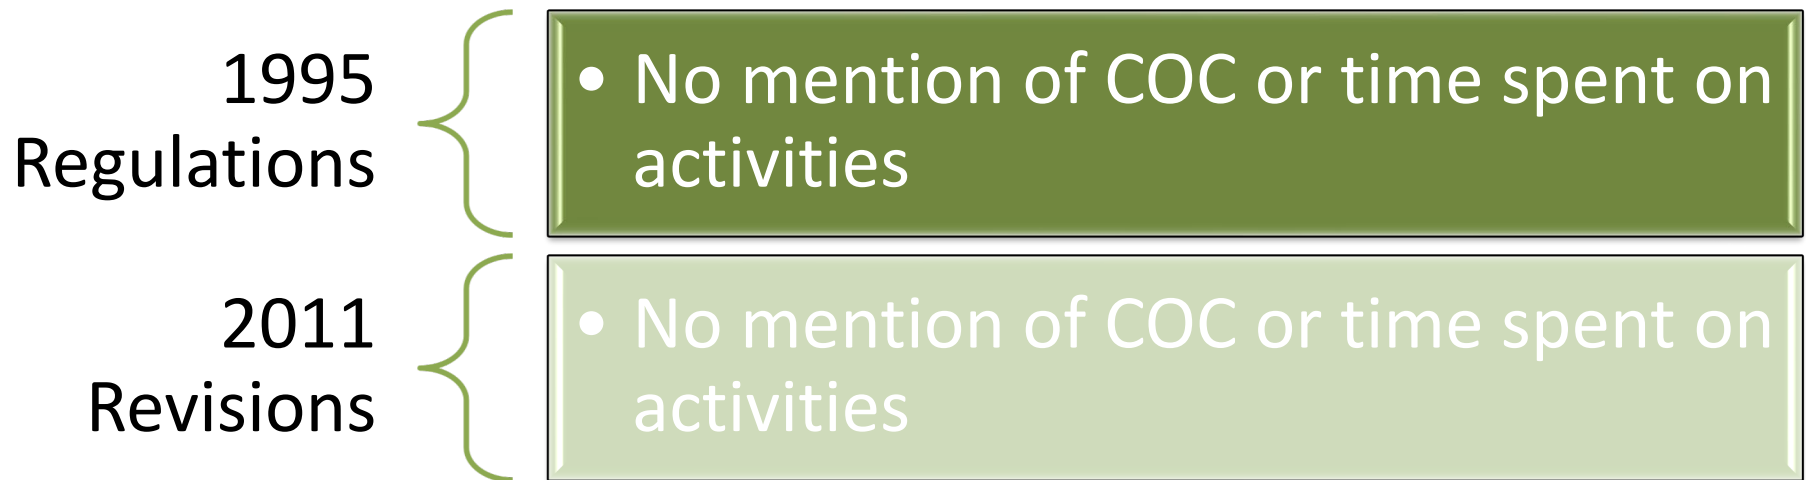 1995
Regulations
• No mention of COC or time spent on
activities
2011
Revisions
• No mention of COC or time spent on
activities